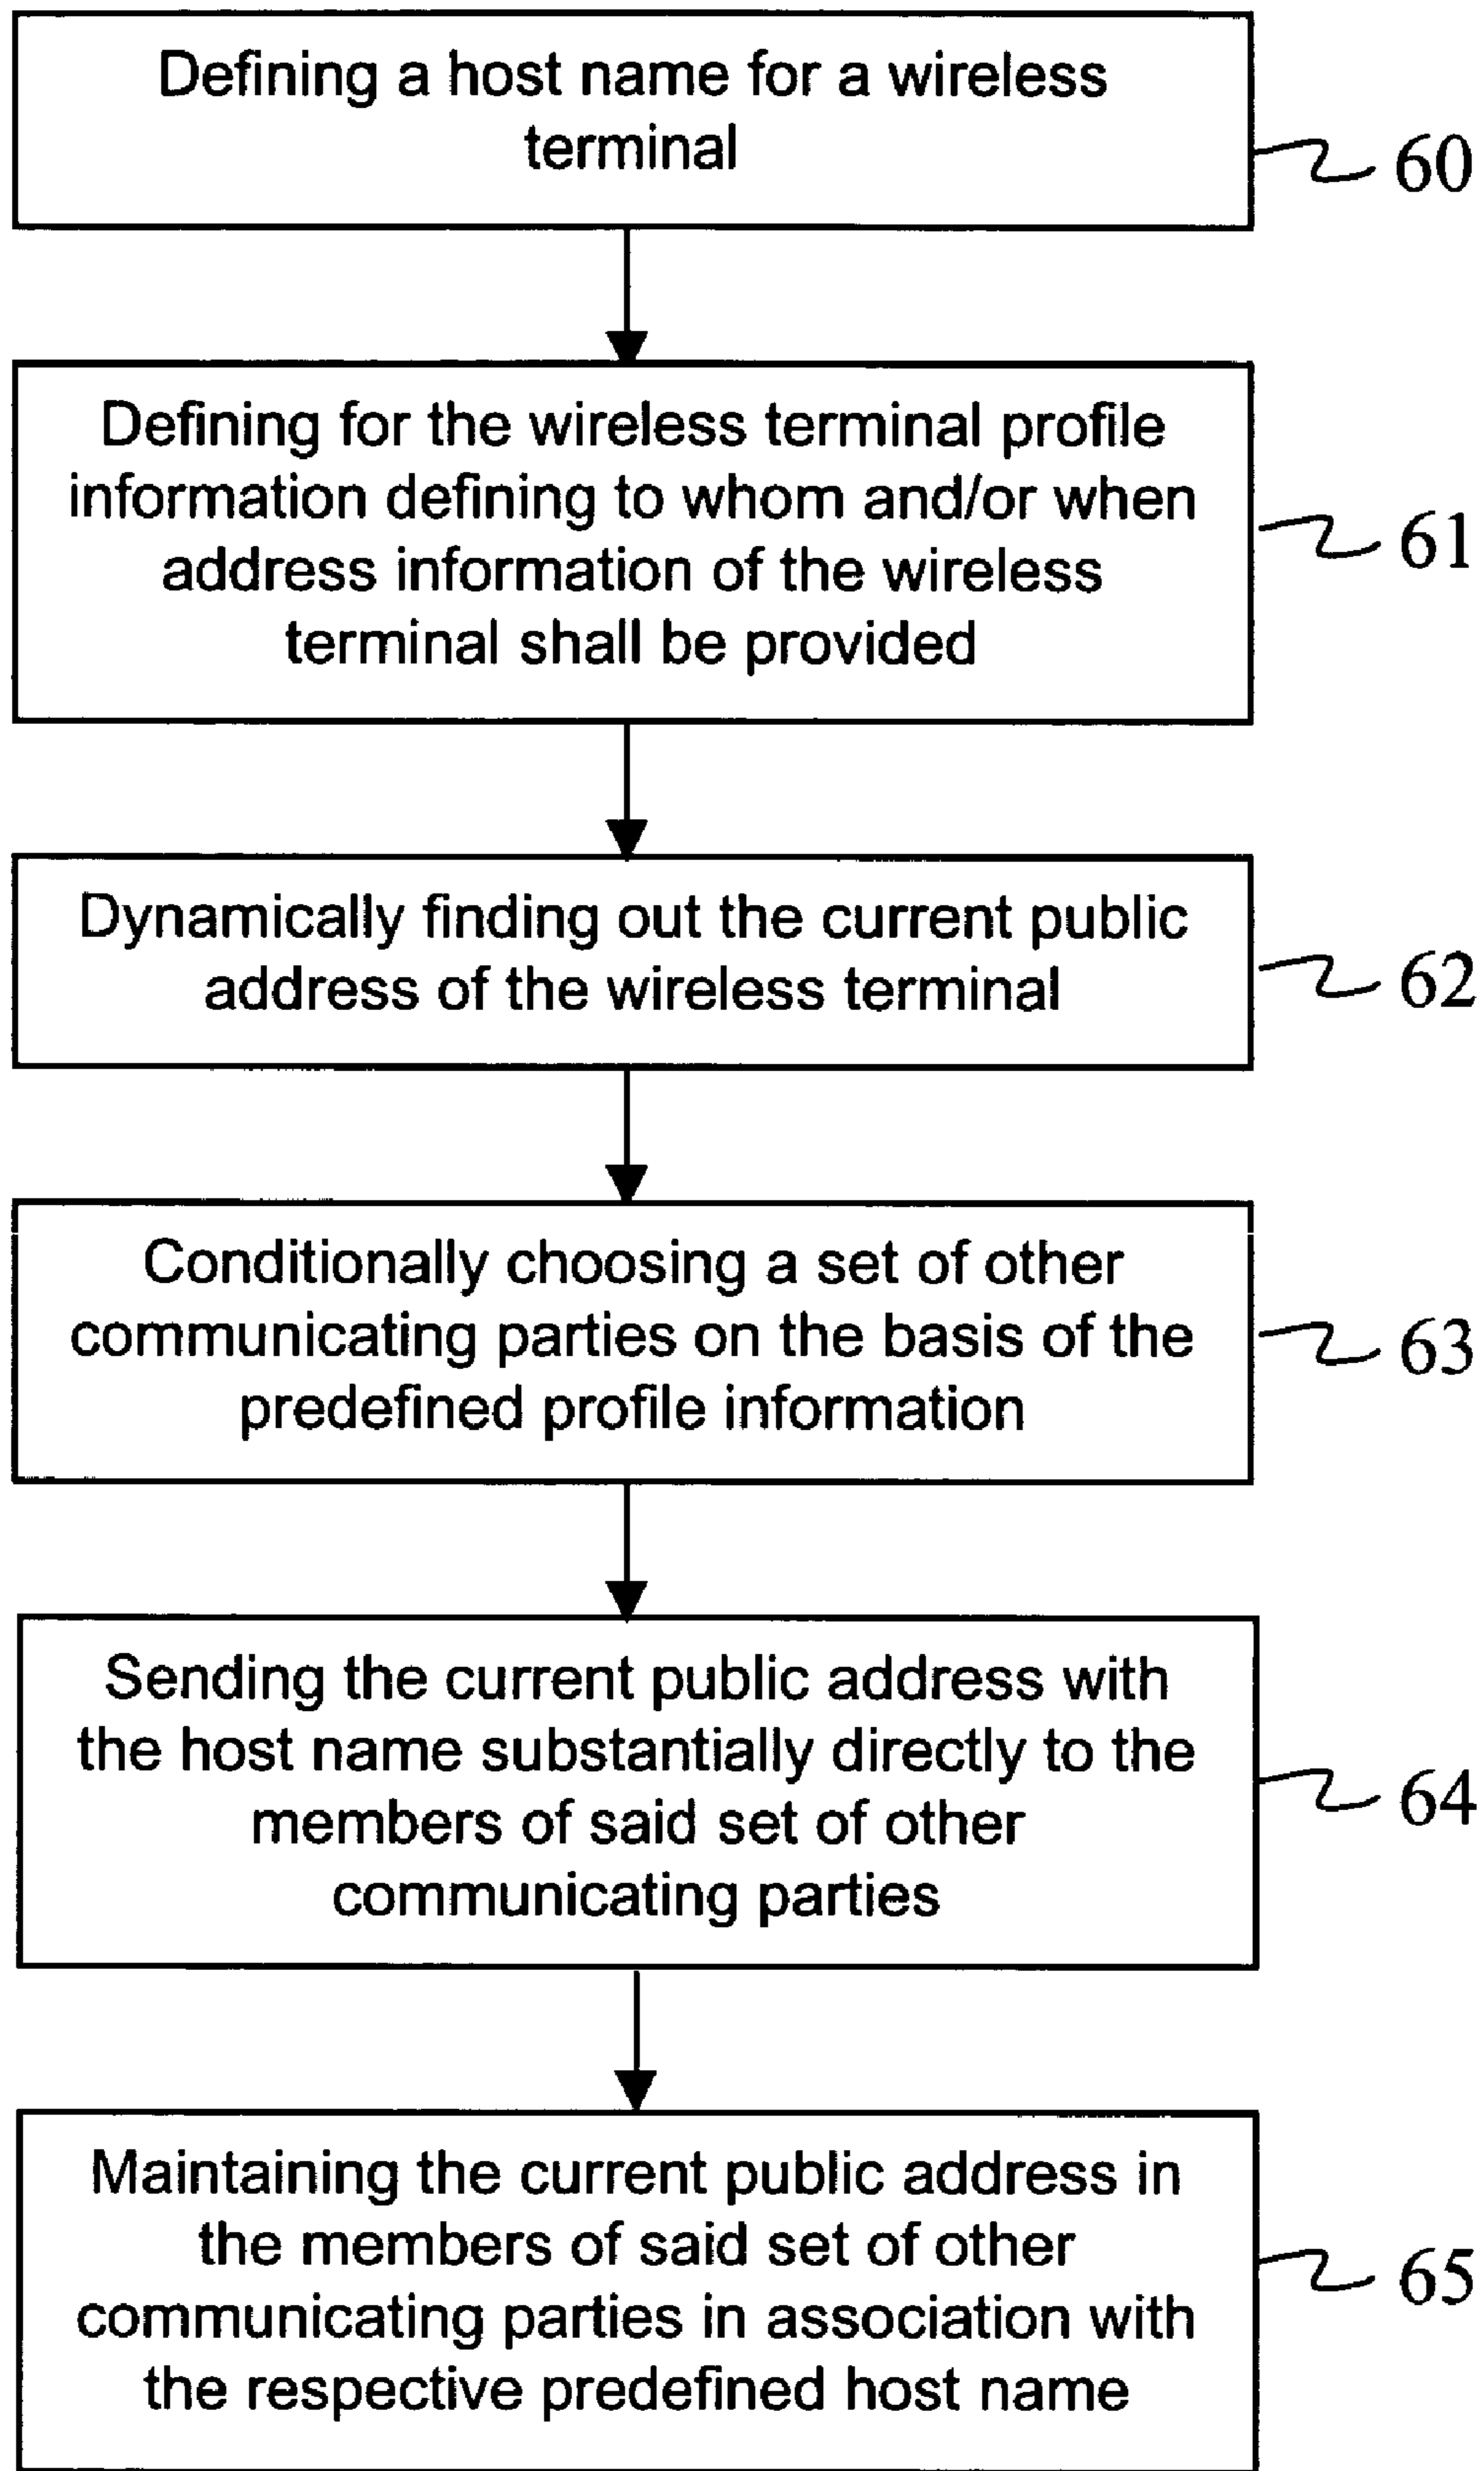 Defining a host name for a wireless
terminal
60
Defining for the wireless terminal profile
information defining to whom and/or when
address information of the wireless
terminal shall be provided
61
Dynamically finding out the current public
address of the wireless terminal
62
Conditionally choosing a set of other
communicating parties on the basis of the
predefined profile information
63
Sending the current public address with
the host name substantially directly to the
members of said set of other
communicating parties
64
Maintaining the current public address in
the members of said set of other
communicating parties in association with
the respective predefined host name
65